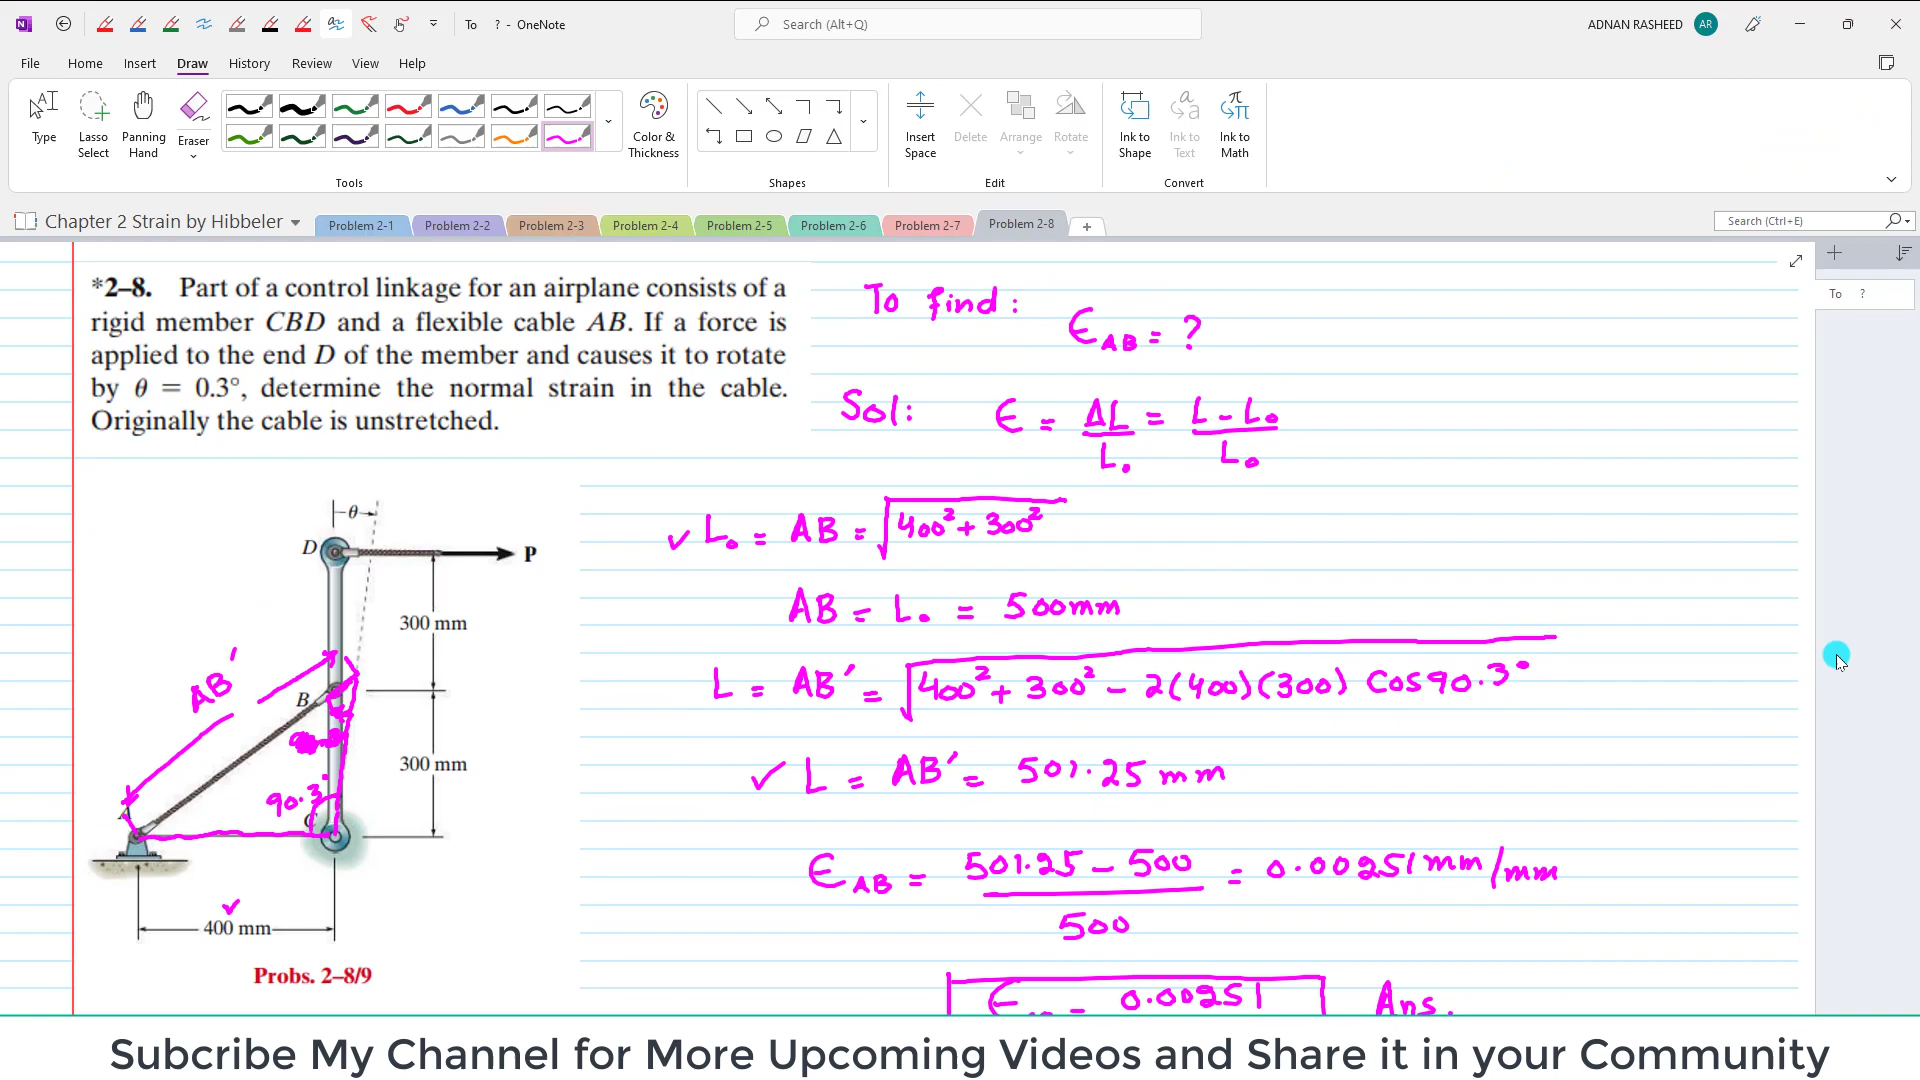 To ? - OneNote
Search (Alt+Q)
ADNAN RASHEED AR
File Home Insert Draw History Review View Help
Type
Lasso Select
Panning Hand
Eraser
Color & Thickness
Insert Space
Delete
Arrange
Rotate
Ink to Shape
Ink to Text
Ink to Math
Tools Shapes Edit Convert
Chapter 2 Strain by Hibbeler
Problem 2-1 Problem 2-2 Problem 2-3 Problem 2-4 Problem 2-5 Problem 2-6 Problem 2-7 Problem 2-8
Search (Ctrl+E)
To ?
*2–8. Part of a control linkage for an airplane consists of a
rigid member CBD and a flexible cable AB. If a force is
applied to the end D of the member and causes it to rotate
by θ = 0.3°, determine the normal strain in the cable.
Originally the cable is unstretched.
θ
D
P
300 mm
AB'
B
300 mm
90.3°
A
C
400 mm
Probs. 2–8/9
To find:
ϵAB = ?
Sol: ϵ = ΔL/L₀ = L - L₀/L₀
✓ L₀ = AB = √400² + 300²
AB = L₀ = 500mm
L = AB' = √400² + 300² - 2(400)(300) Cos90.3°
✓ L = AB' = 501.25 mm
ϵAB = 501.25 - 500/500 = 0.00251 mm/mm
ϵ = 0.00251 Ans.
Subcribe My Channel for More Upcoming Videos and Share it in your Community